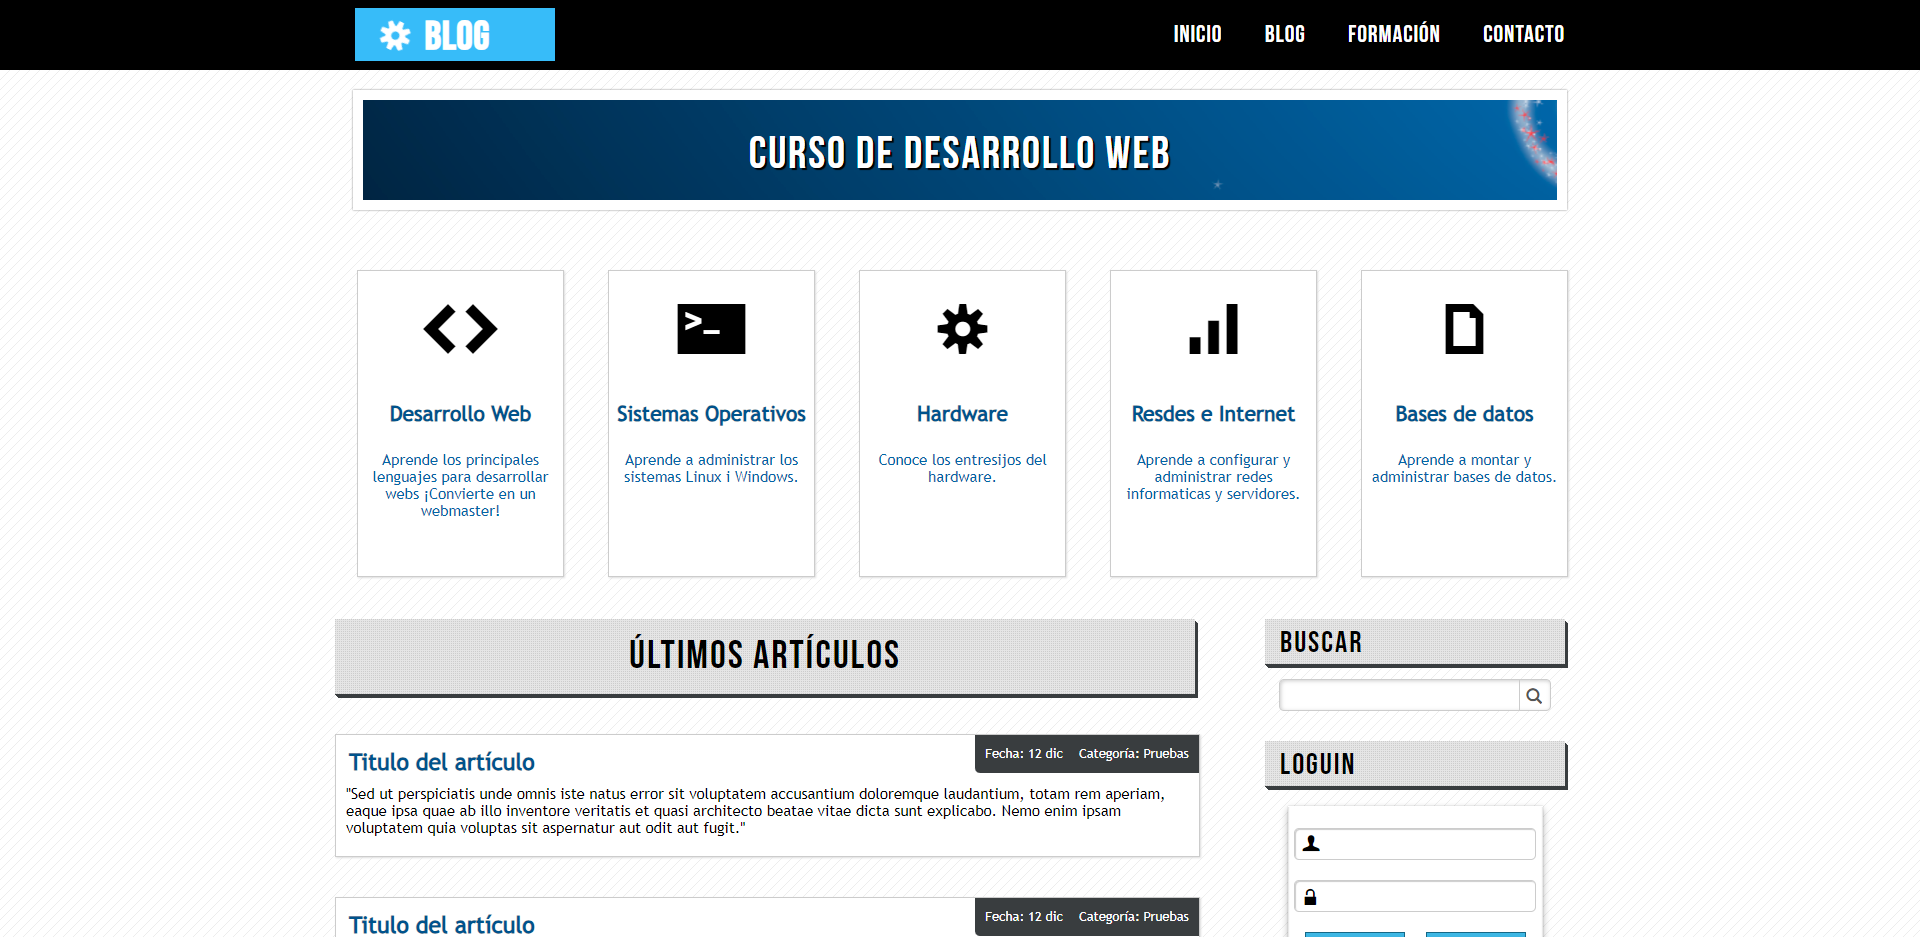 BLOG
INICIO BLOG FORMACIÓN CONTACTO
CURSO DE DESARROLLO WEB
>_
Desarrollo Web
Aprende los principales
lenguajes para desarrollar
webs ¡Convierte en un
webmaster!
Sistemas Operativos
Aprende a administrar los
sistemas Linux i Windows.
Hardware
Conoce los entresijos del
hardware.
Resdes e Internet
Aprende a configurar y
administrar redes
informaticas y servidores.
Bases de datos
Aprende a montar y
administrar bases de datos.
ÚLTIMOS ARTÍCULOS
Titulo del artículo
Fecha: 12 dic Categoría: Pruebas
"Sed ut perspiciatis unde omnis iste natus error sit voluptatem accusantium doloremque laudantium, totam rem aperiam,
eaque ipsa quae ab illo inventore veritatis et quasi architecto beatae vitae dicta sunt explicabo. Nemo enim ipsam
voluptatem quia voluptas sit aspernatur aut odit aut fugit."
Titulo del artículo
Fecha: 12 dic Categoría: Pruebas
BUSCAR
LOGUIN